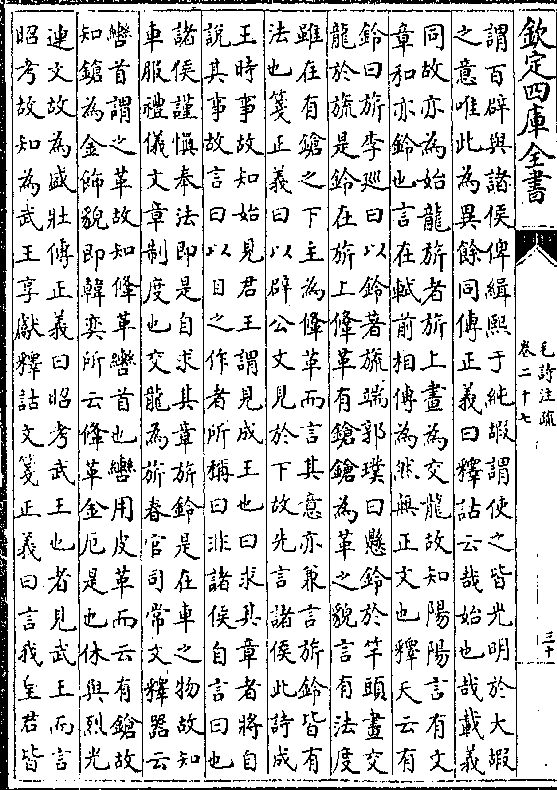 欽定四庫全書
毛詩注疏
卷二十七
三十
謂百辟與諸侯俾緝熙于純嘏謂使之皆光明於大嘏
之意唯此為異餘同傳正義曰釋詁云哉始也哉載義
同故亦為始龍旂者旂上畫為交龍故知陽陽言有文
章和亦鈴也言在軾前相傳為然無正文也釋天云有
鈴曰旂李廵曰以鈴著旒端郭璞曰懸鈴於竿頭畫交
龍於旒是鈴在旂上鞗革有鎗鎗為革之貌言有法度
雖在有鎗之下主為鞗革而言其意亦兼言旂鈴皆有
法也箋正義曰以辟公文見於下故先言諸侯此詩成
王時事故知始見君王謂見成王也曰求其章者將自
說其事故言曰以目之作者所稱曰非諸侯自言曰也
諸侯謹慎奉法即是自求其章旂鈴是在車之物故知
車服禮儀文章制度也交龍為旂春官司常文釋器云
轡首謂之革故知鞗革轡首也轡用皮革而云有鎗故
知鎗為金飾貌即韓奕所云鞗革金厄是也休與烈光
連文故為盛壯傳正義曰昭考武王也者見武王而言
昭考故知為武王享獻釋詁文箋正義曰言我皇君皆